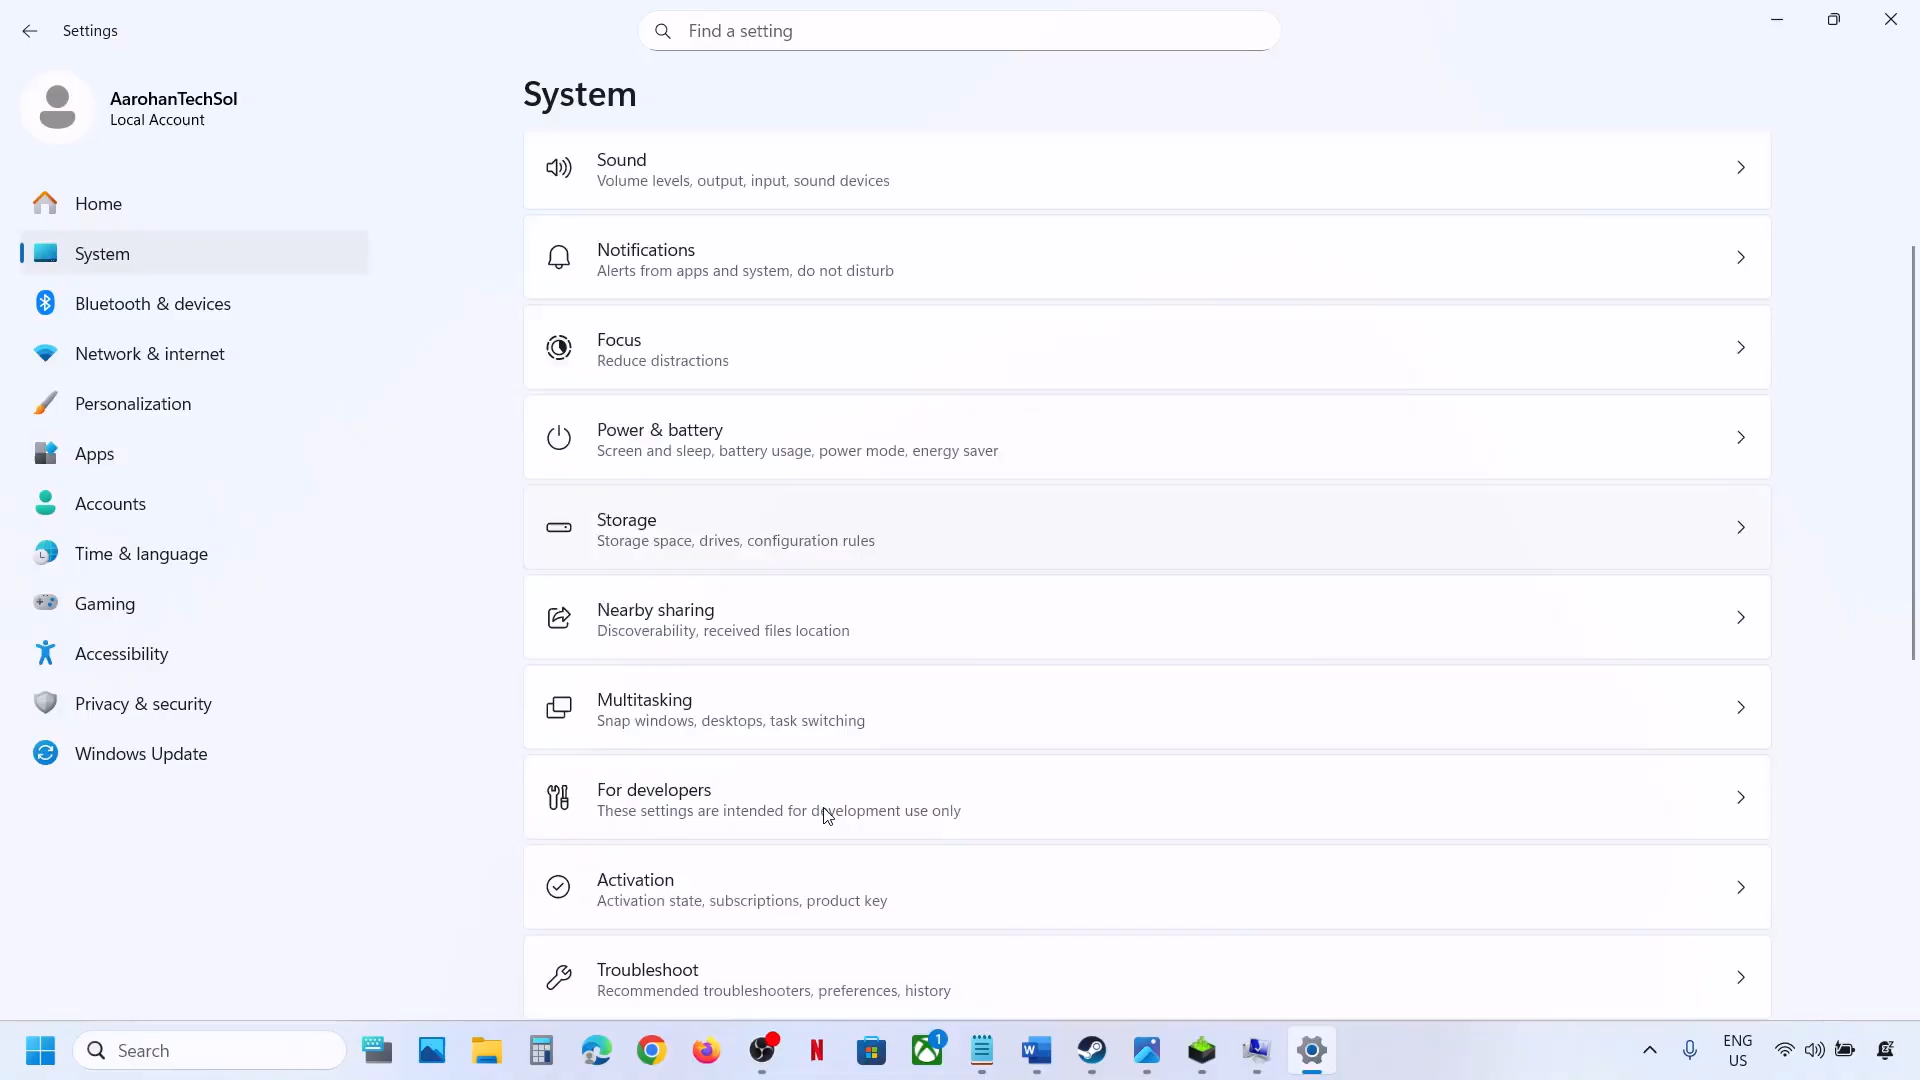 Settings
Find a setting
AarohanTechSol
Local Account
Home
System
Bluetooth & devices
Network & internet
Personalization
Apps
Accounts
Time & language
Gaming
Accessibility
Privacy & security
Windows Update
System
Sound
Volume levels, output, input, sound devices
Notifications
Alerts from apps and system, do not disturb
Focus
Reduce distractions
Power & battery
Screen and sleep, battery usage, power mode, energy saver
Storage
Storage space, drives, configuration rules
Nearby sharing
Discoverability, received files location
Multitasking
Snap windows, desktops, task switching
For developers
These settings are intended for development use only
Activation
Activation state, subscriptions, product key
Troubleshoot
Recommended troubleshooters, preferences, history
Search
1
ENG
US